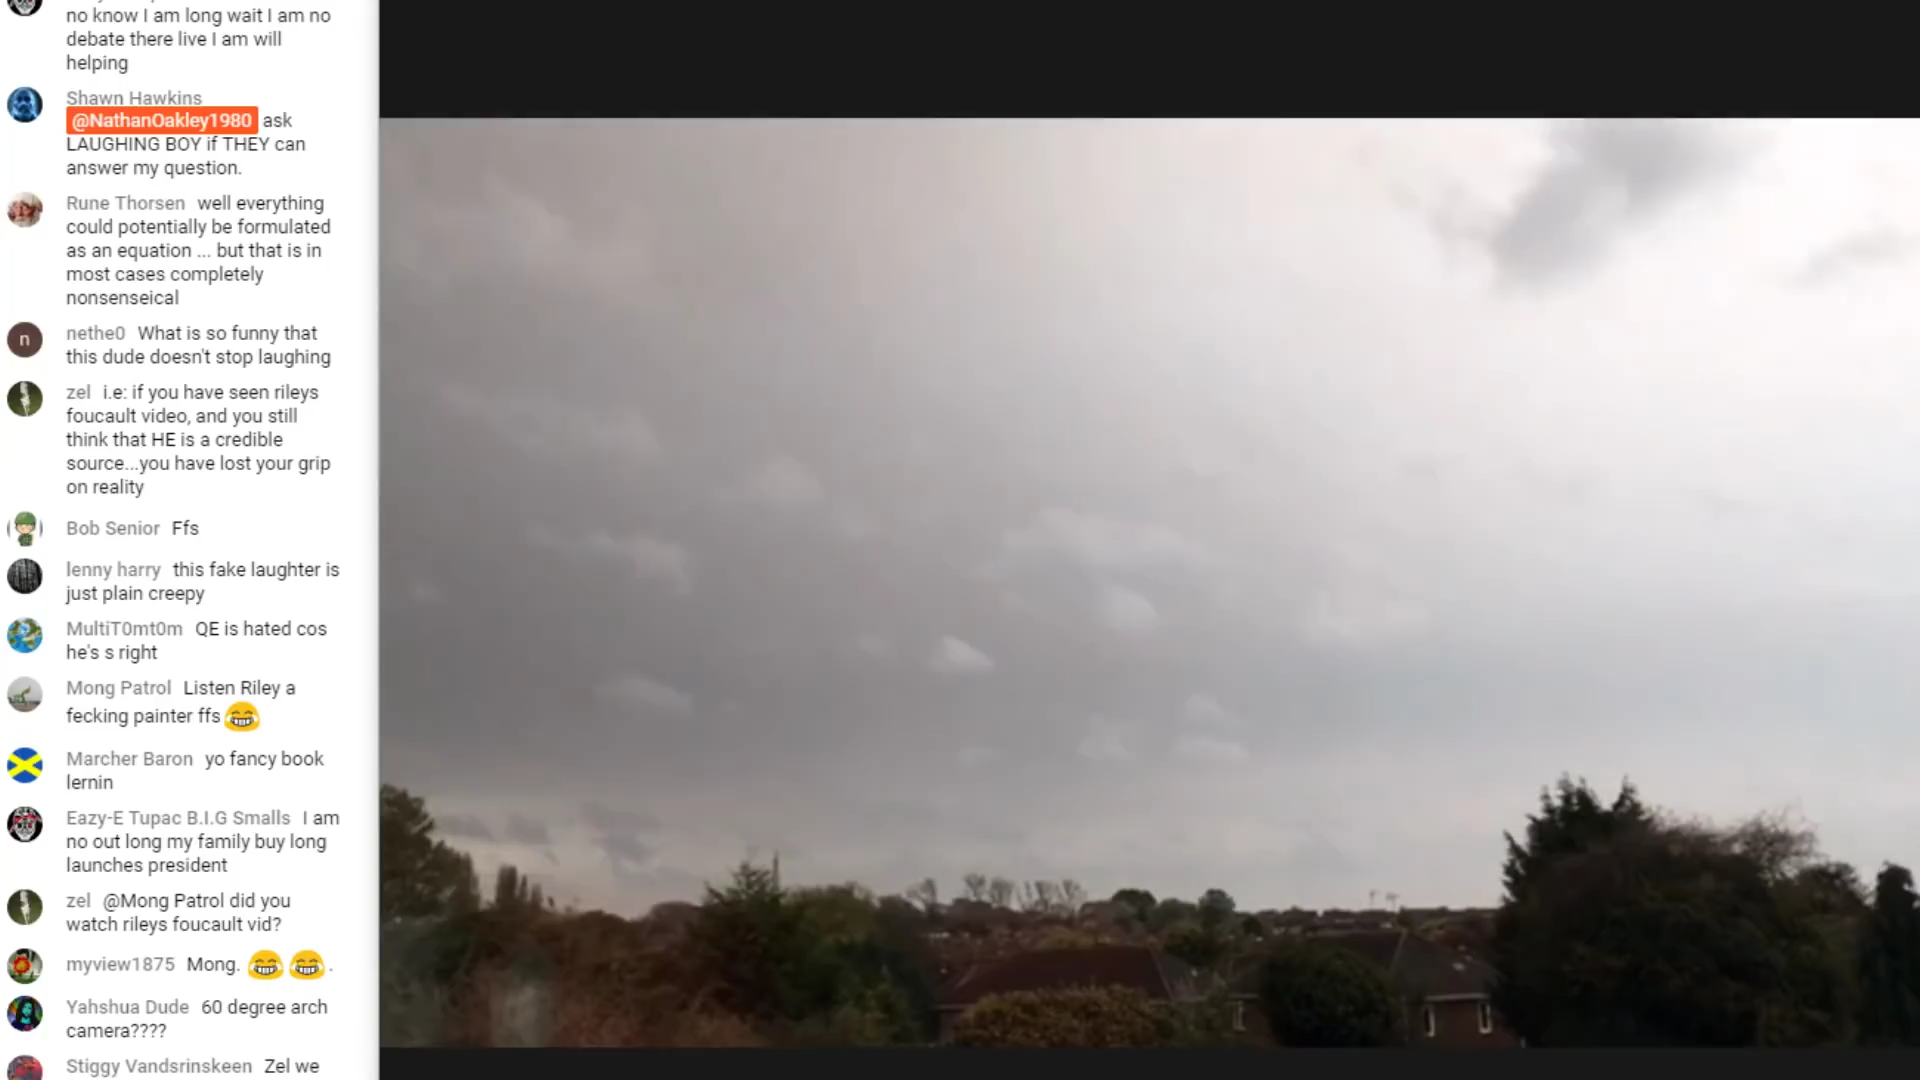 no know I am long wait I am no
debate there live I am will
helping
Shawn Hawkins
@NathanOakley1980 ask
LAUGHING BOY if THEY can
answer my question.
Rune Thorsen well everything
could potentially be formulated
as an equation ... but that is in
most cases completely
nonsenseical
n
nethe0 What is so funny that
this dude doesn't stop laughing
zel i.e: if you have seen rileys
foucault video, and you still
think that HE is a credible
source...you have lost your grip
on reality
Bob Senior Ffs
lenny harry this fake laughter is
just plain creepy
MultiT0mt0m QE is hated cos
he's s right
Mong Patrol Listen Riley a
fecking painter ffs 😂
Marcher Baron yo fancy book
lernin
Eazy-E Tupac B.I.G Smalls I am
no out long my family buy long
launches president
zel @Mong Patrol did you
watch rileys foucault vid?
myview1875 Mong. 😂😂.
Yahshua Dude 60 degree arch
camera????
Stiggy Vandsrinskeen Zel we